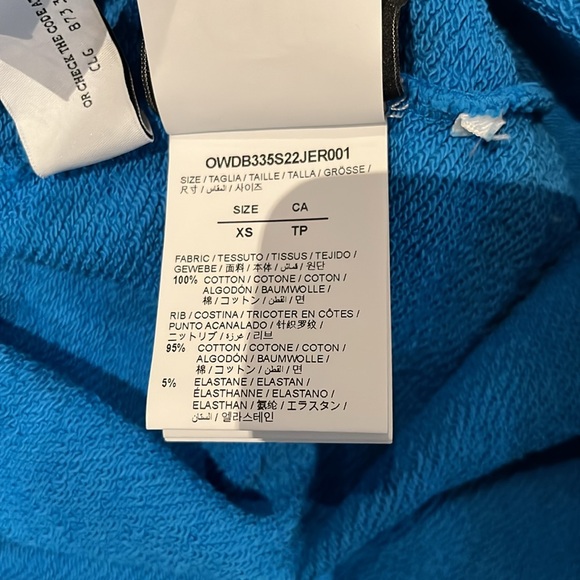 OR CHECK THE CODE A
CLG B73
OWDB335S22JER001
SIZE / TAGLIA / TAILLE / TALLA / GRÖSSE /
尺寸 / المقاس / 사이즈
SIZE CA
XS TP
FABRIC / TESSUTO / TISSUS / TEJIDO /
GEWEBE / 面料 / 本体 / قماش / 원단
100% COTTON / COTONE / COTON /
ALGODÓN / BAUMWOLLE /
棉 / コットン / القطن / 면
RIB / COSTINA / TRICOTER EN CÔTES /
PUNTO ACANALADO / 针织罗纹 /
ニットリブ / غرزة / 리브
95% COTTON / COTONE / COTON /
ALGODÓN / BAUMWOLLE /
棉 / コットン / القطن / 면
5% ELASTANE / ELASTAN /
ÉLASTHANNE / ELASTANO /
ELASTHAN / 氨纶 / エラスタン /
الستان / 엘라스테인